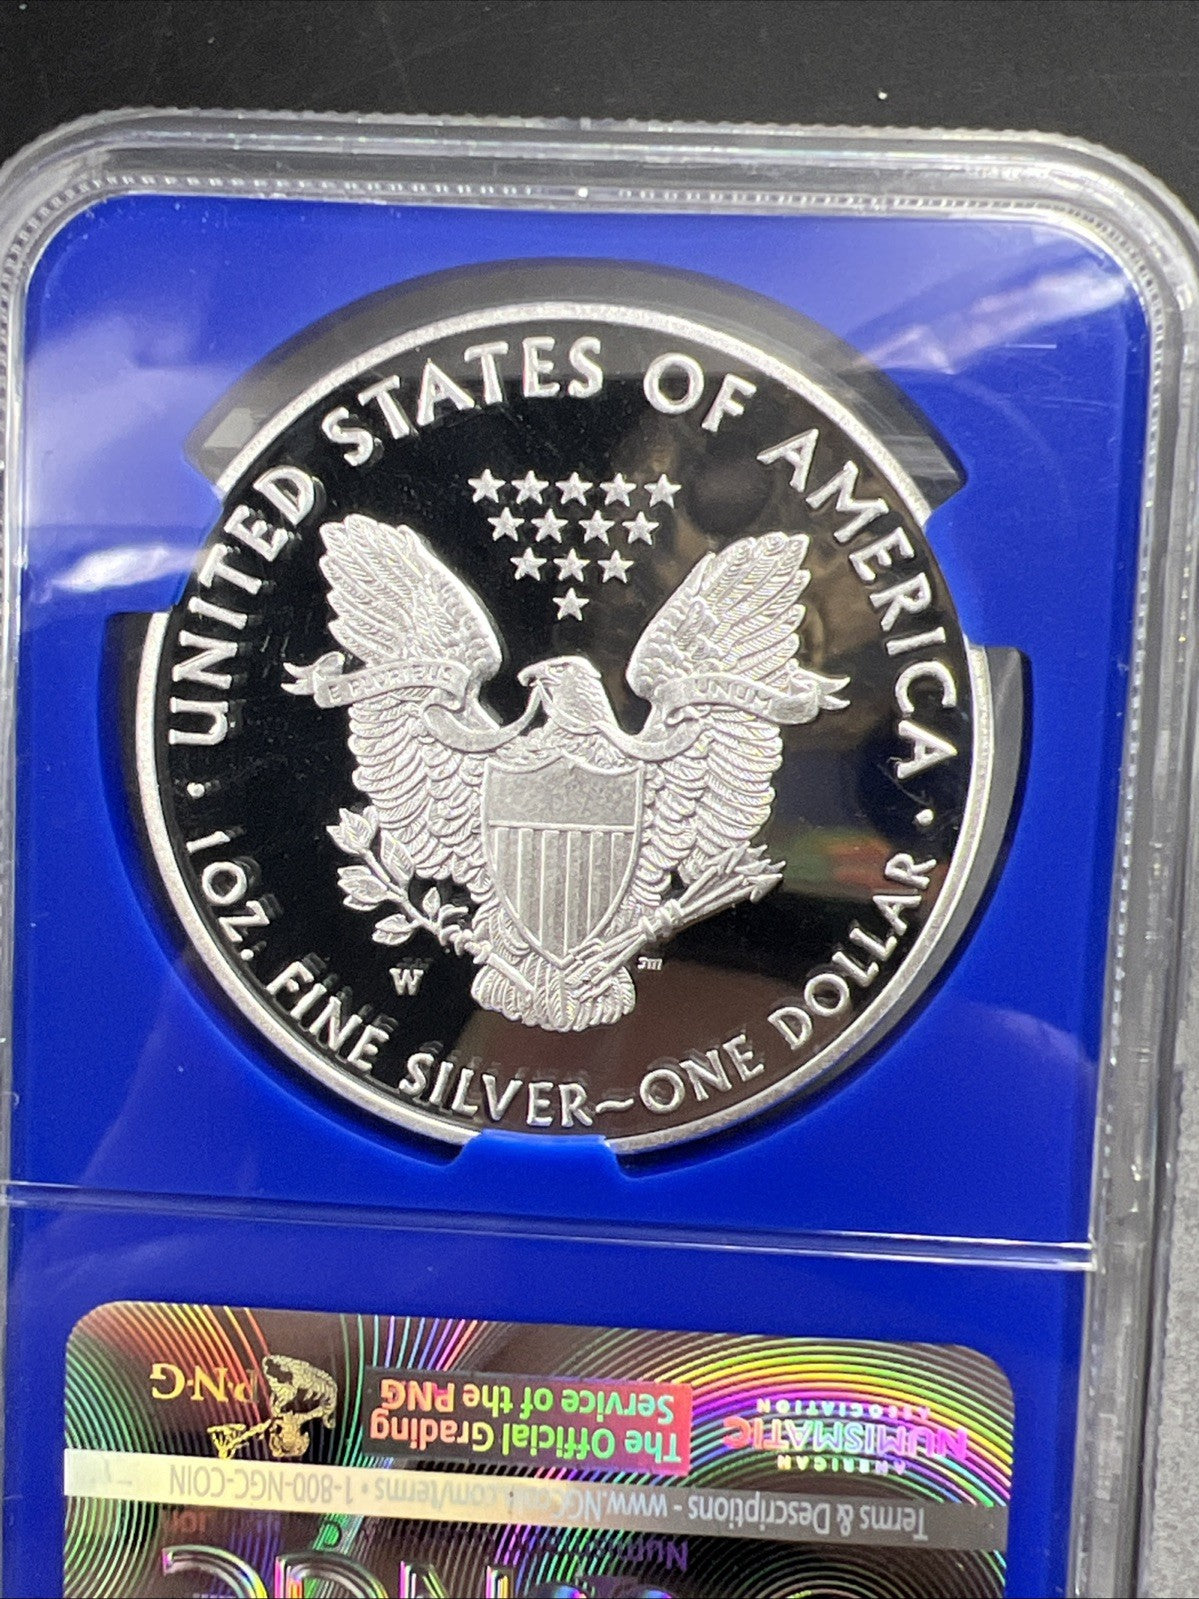 UNITED STATES OF AMERICA
E PLURIBUS
UNUM
W
JM
1 OZ. FINE SILVER~ONE DOLLAR
Terms & Descriptions - www.NGCcoin.com/terms • 1-800-NGC-COIN
AMERICAN
NUMISMATIC
ASSOCIATION
The Official Grading
Service of the PNG
P·N·G